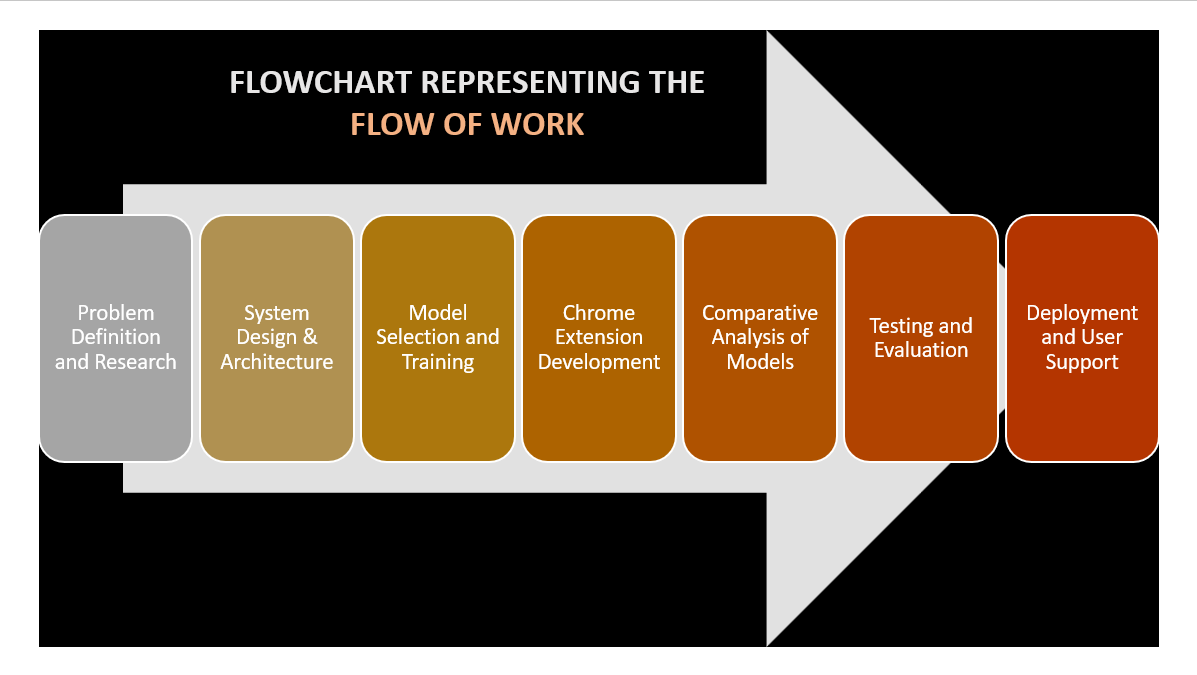 FLOWCHART REPRESENTING THE
FLOW OF WORK
Problem
Definition
and Research
System
Design &
Architecture
Model
Selection and
Training
Chrome
Extension
Development
Comparative
Analysis of
Models
Testing and
Evaluation
Deployment
and User
Support